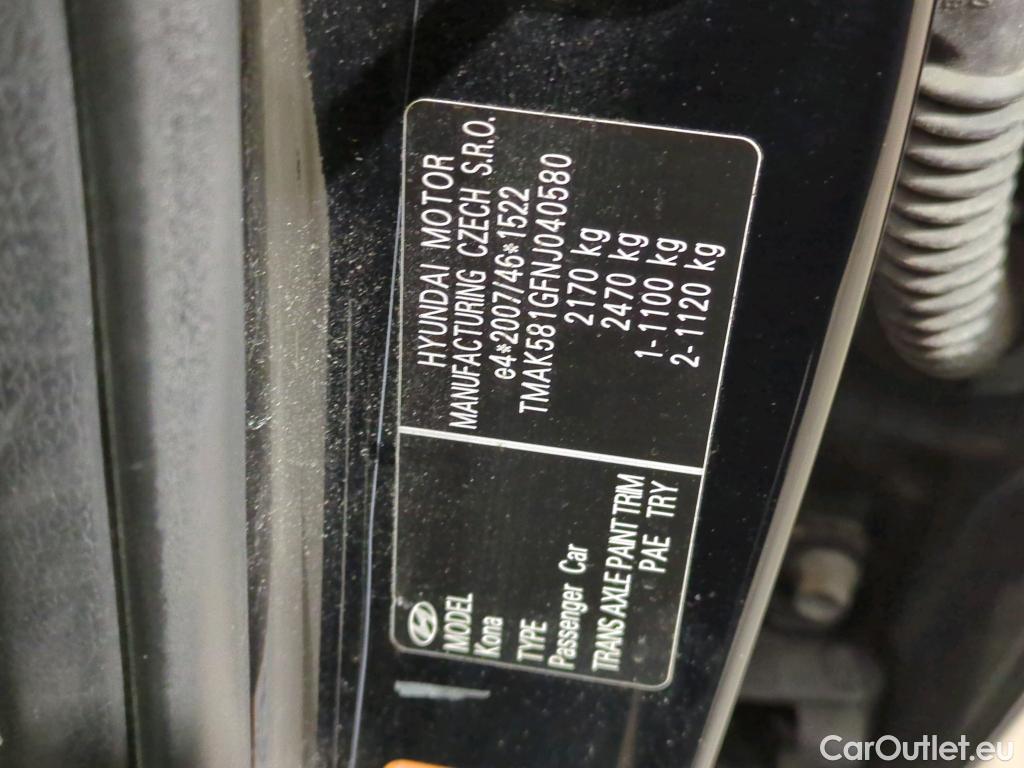 HYUNDAI MOTOR
MANUFACTURING CZECH S.R.O.
e4*2007/46*1522
TMAK581GFNJ040580
2170 kg
2470 kg
1- 1100 kg
2- 1120 kg
MODEL
Kona
TYPE
Passenger Car
TRANS AXLE PAINT TRIM
PAE TRY
CarOutlet.eu